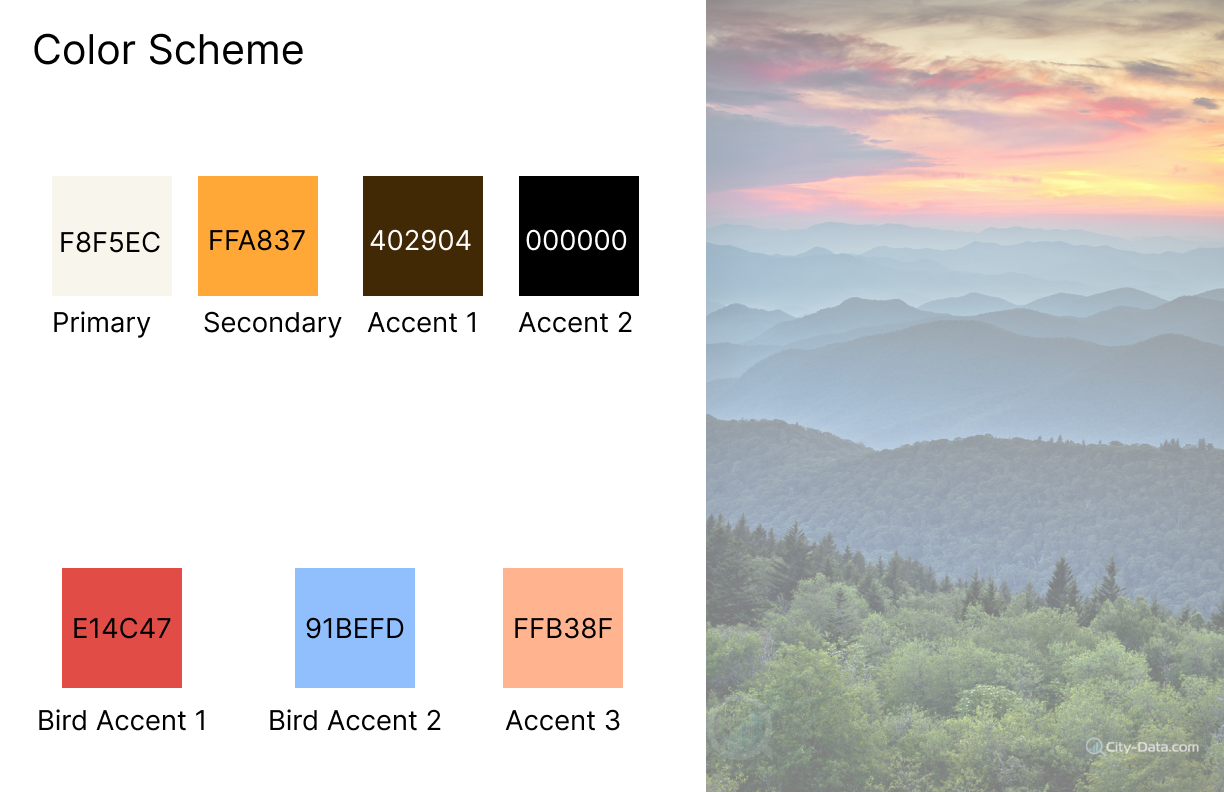 Color Scheme
F8F5EC
FFA837
402904
000000
Primary
Secondary
Accent 1
Accent 2
E14C47
91BEFD
FFB38F
Bird Accent 1
Bird Accent 2
Accent 3
City-Data.com